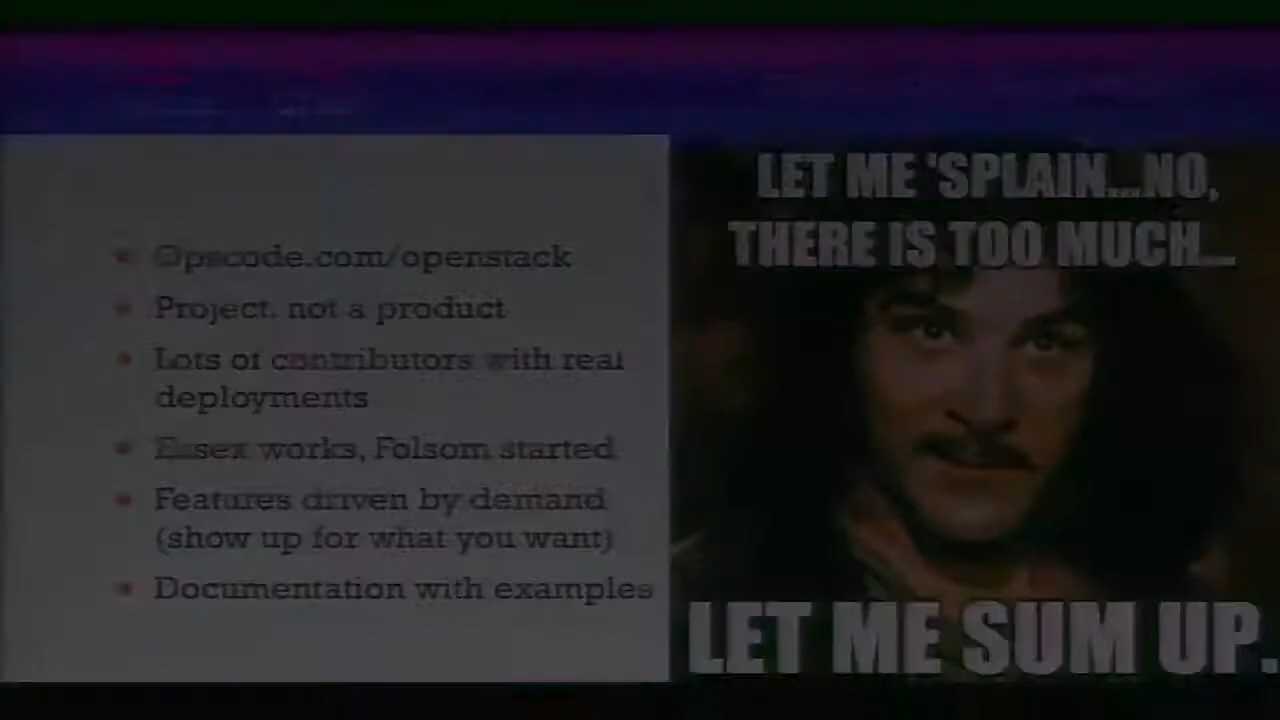 Opscode.com/openstack
Project, not a product
Lots of contributors with real
deployments
Essex works, Folsom started
Features driven by demand
(show up for what you want)
Documentation with examples
LET ME 'SPLAIN...NO,
THERE IS TOO MUCH...
LET ME SUM UP.